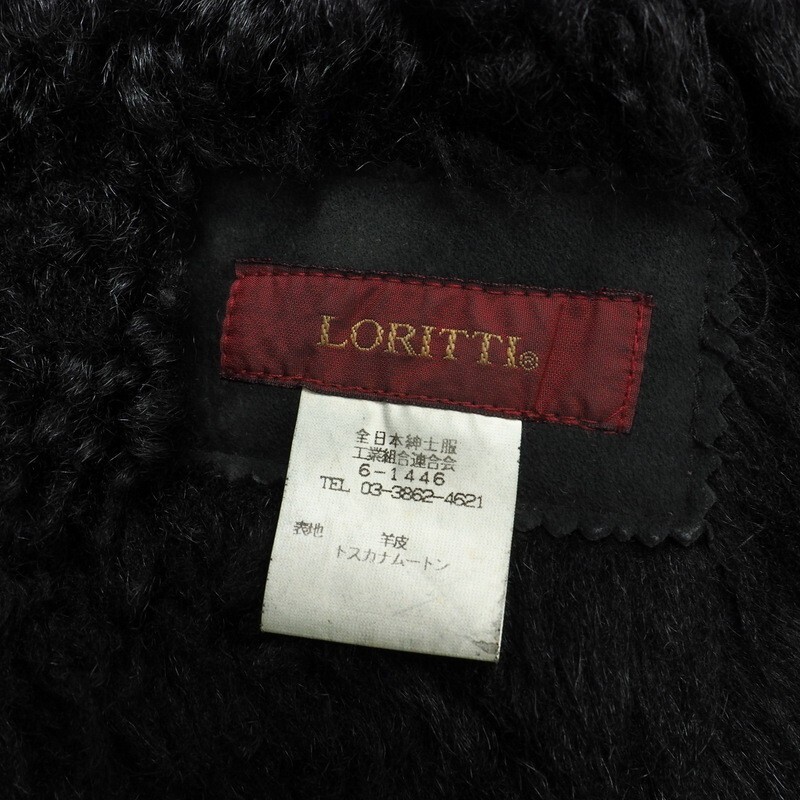 LORITTI®
全日本紳士服
工業組合連合会
6-1446
TEL 03-3862-4621
表地 羊皮
トスカナムートン